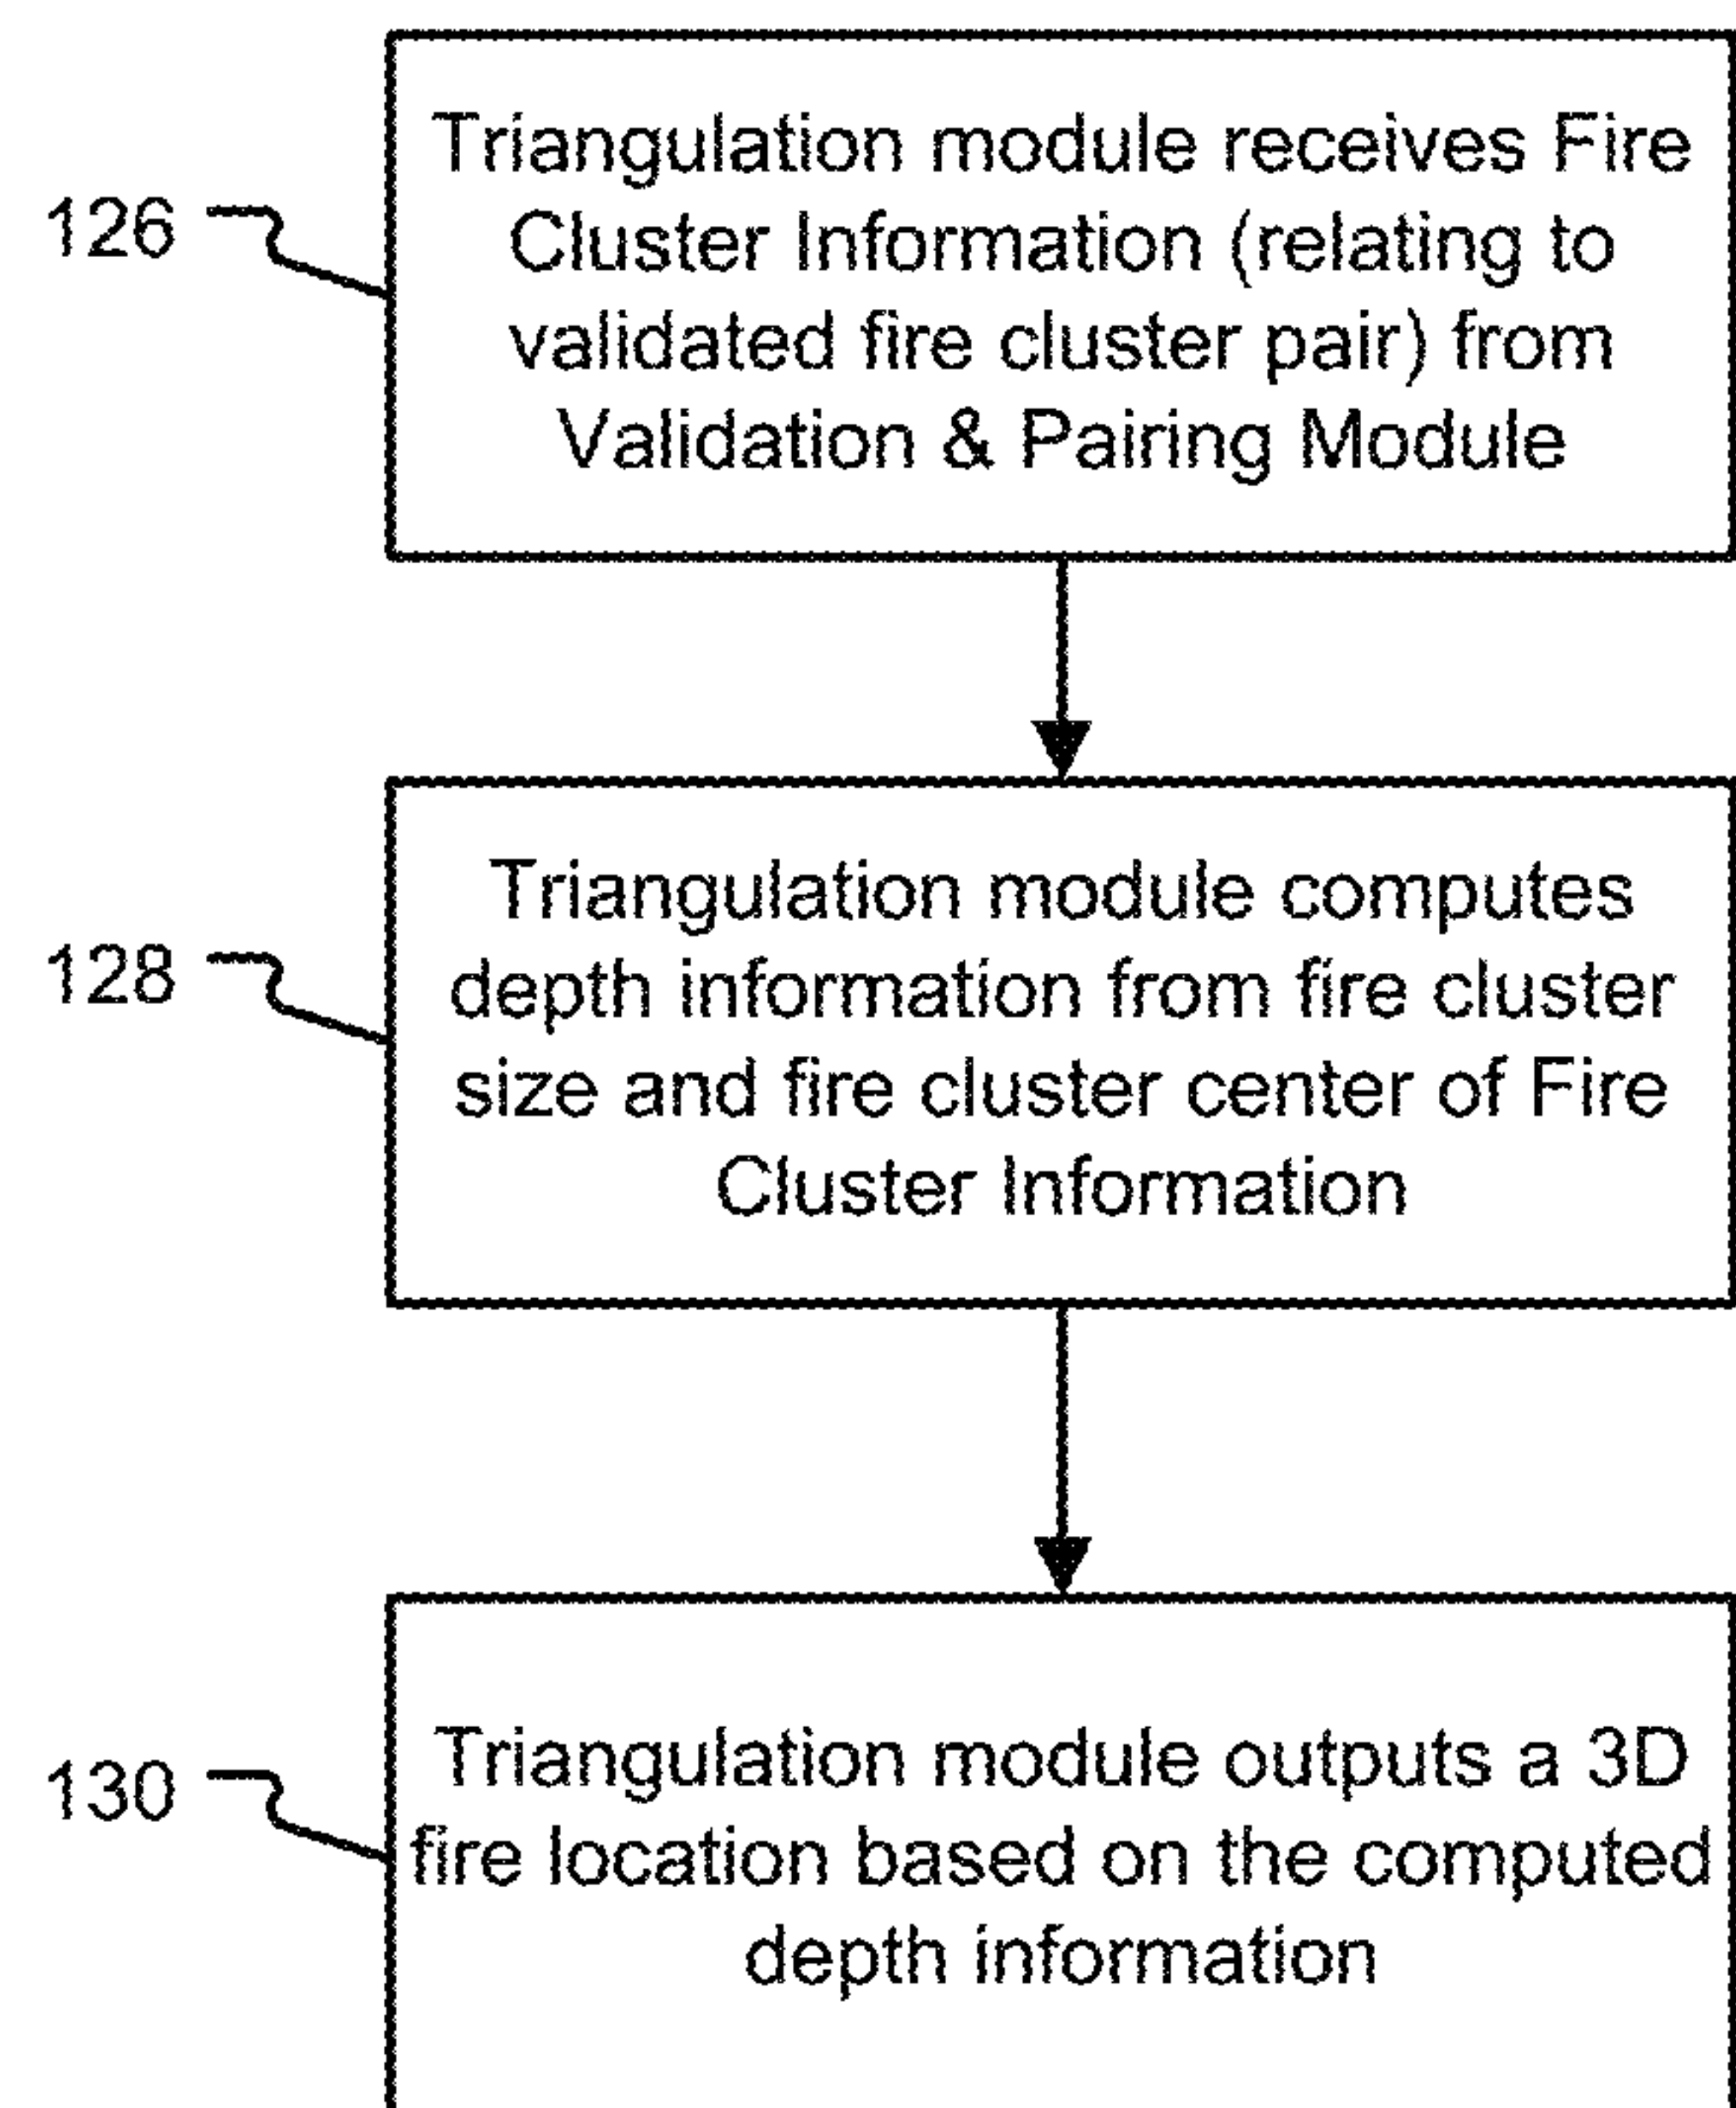 126
Triangulation module receives Fire
Cluster Information (relating to
validated fire cluster pair) from
Validation & Pairing Module
128
Triangulation module computes
depth information from fire cluster
size and fire cluster center of Fire
Cluster Information
130
Triangulation module outputs a 3D
fire location based on the computed
depth information